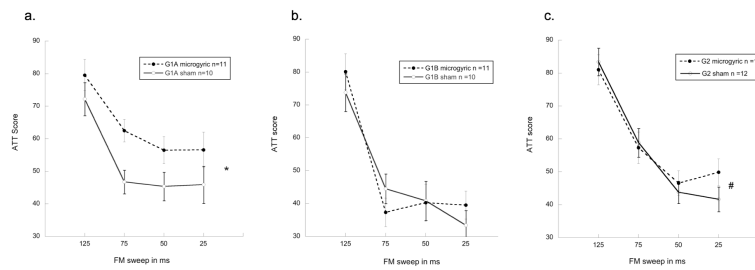 a.
90
80
70
60
50
40
30
ATT Score
G1A microgyric n=11
G1A sham n=10
*
125 75 50 25
FM sweep in ms
b.
90
80
70
60
50
40
30
ATT Score
G1B microgyric n =11
G1B sham n =10
125 75 50 25
FM sweep in ms
c.
90
80
70
60
50
40
30
ATT Score
G2 microgyric n =
G2 sham n =12
#
125 75 50 25
FM sweep in ms